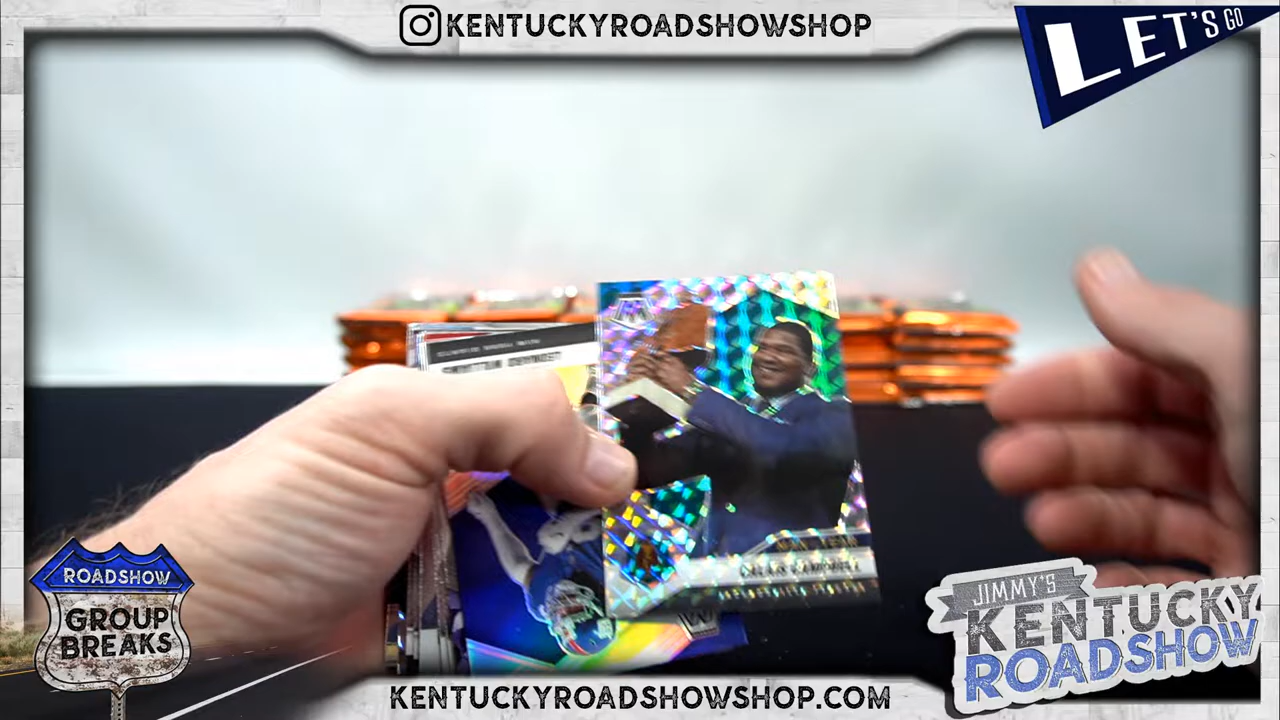 KENTUCKYROADSHOWSHOP
LET'S GO
ROADSHOW
GROUP
BREAKS
JIMMY'S
KENTUCKY
ROADSHOW
KENTUCKYROADSHOWSHOP.COM